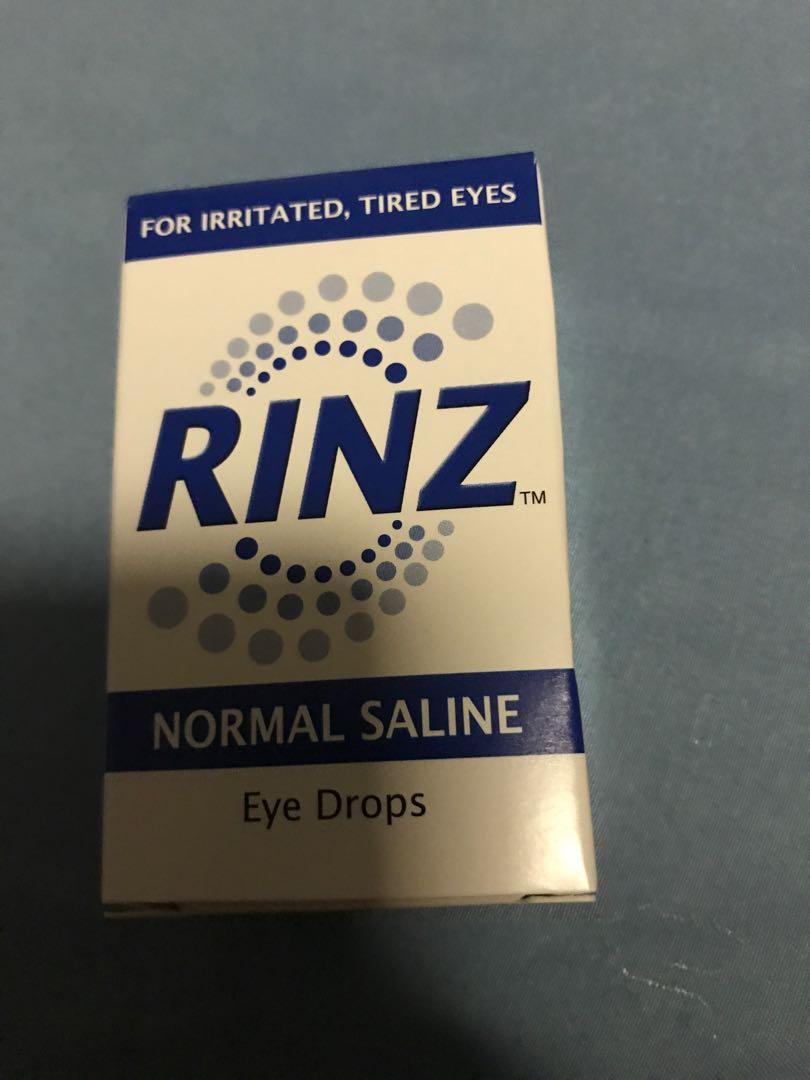 FOR IRRITATED, TIRED EYES
RINZ™
NORMAL SALINE
Eye Drops